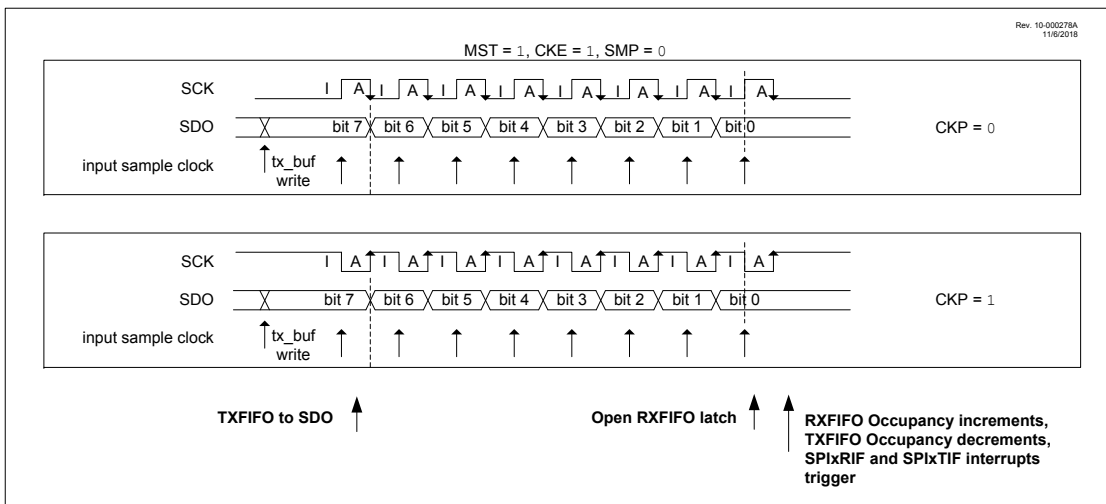 Rev. 10-000278A
11/6/2018
MST = 1, CKE = 1, SMP = 0
SCK I A I A I A I A I A I A I A I A
SDO bit 7 bit 6 bit 5 bit 4 bit 3 bit 2 bit 1 bit 0 CKP = 0
input sample clock tx_buf
write
SCK I A I A I A I A I A I A I A I A
SDO bit 7 bit 6 bit 5 bit 4 bit 3 bit 2 bit 1 bit 0 CKP = 1
input sample clock tx_buf
write
TXFIFO to SDO
Open RXFIFO latch
RXFIFO Occupancy increments,
TXFIFO Occupancy decrements,
SPIxRIF and SPIxTIF interrupts
trigger